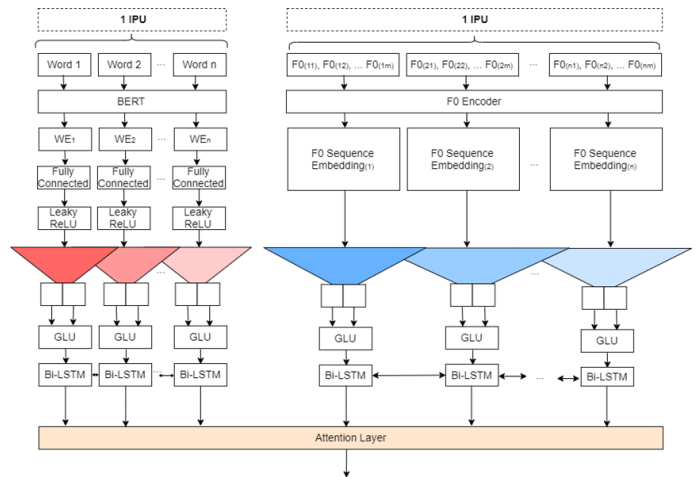 1 IPU
1 IPU
Word 1 Word 2 ... Word n
F0(11), F0(12), ... F0(1m) F0(21), F0(22), ... F0(2m) ... F0(n1), F0(n2), ... F0(nm)
BERT
F0 Encoder
WE1 WE2 ... WEn
F0 Sequence Embedding(1)
F0 Sequence Embedding(2)
...
F0 Sequence Embedding(n)
Fully Connected
Fully Connected
...
Fully Connected
Leaky ReLU
Leaky ReLU
...
Leaky ReLU
...
...
GLU GLU GLU
GLU GLU GLU
Bi-LSTM Bi-LSTM ... Bi-LSTM
Bi-LSTM Bi-LSTM ... Bi-LSTM
Attention Layer